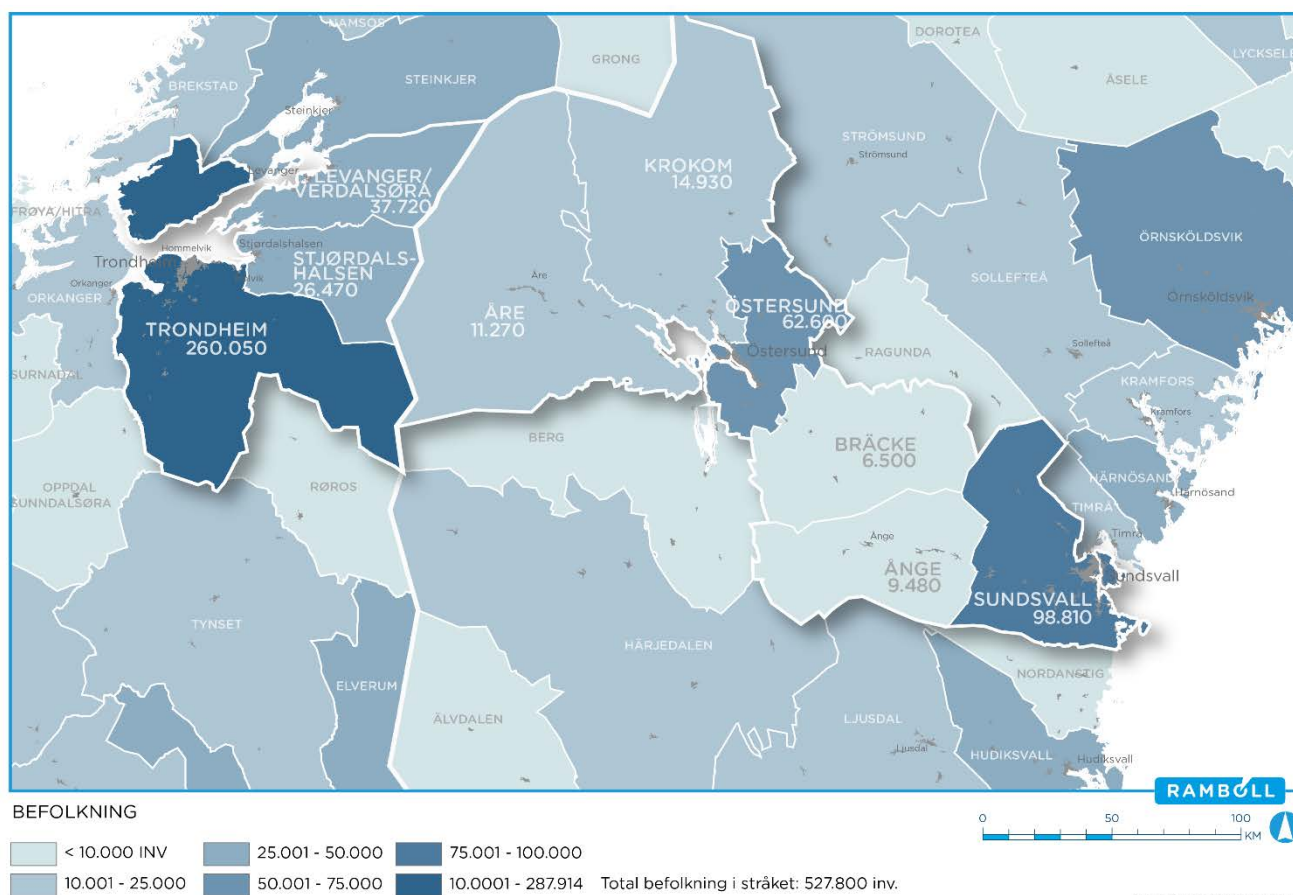 NAMSOS
DOROTEA
LYCKSELE
GRONG
ÅSELE
BREKSTAD
STEINKJER
Steinkjer
STRÖMSUND
Strömsund
KROKOM
14.930
Levanger
LEVANGER/
VERDALSØRA
37.720
FRØYA/HITRA
ÖRNSKÖLDSVIK
Örnsköldsvik
Hommelvik
Stjørdalshalsen
Trondheim
STJØRDALS-
HALSEN
26.470
Orkanger
ORKANGER
Åre
SOLLEFTEÅ
Sollefteå
TRONDHEIM
260.050
ÅRE
11.270
ÖSTERSUND
62.600
Östersund
RAGUNDA
SURNADAL
KRAMFORS
Kramfors
BERG
BRÄCKE
6.500
OPPDAL
SUNNDALSØRA
RØROS
HÄRNÖSAND
Härnösand
TIMRÅ
Timrå
Ånge
ÅNGE
9.480
Sundsvall
SUNDSVALL
98.810
TYNSET
HÄRJEDALEN
ELVERUM
NORDANSTIG
ÄLVDALEN
LJUSDAL
Ljusdal
HUDIKSVALL
Hudiksvall
RAMBOLL
BEFOLKNING
0 50 100
KM
< 10.000 INV 25.001 - 50.000 75.001 - 100.000
10.001 - 25.000 50.001 - 75.000 10.0001 - 287.914 Total befolkning i stråket: 527.800 inv.